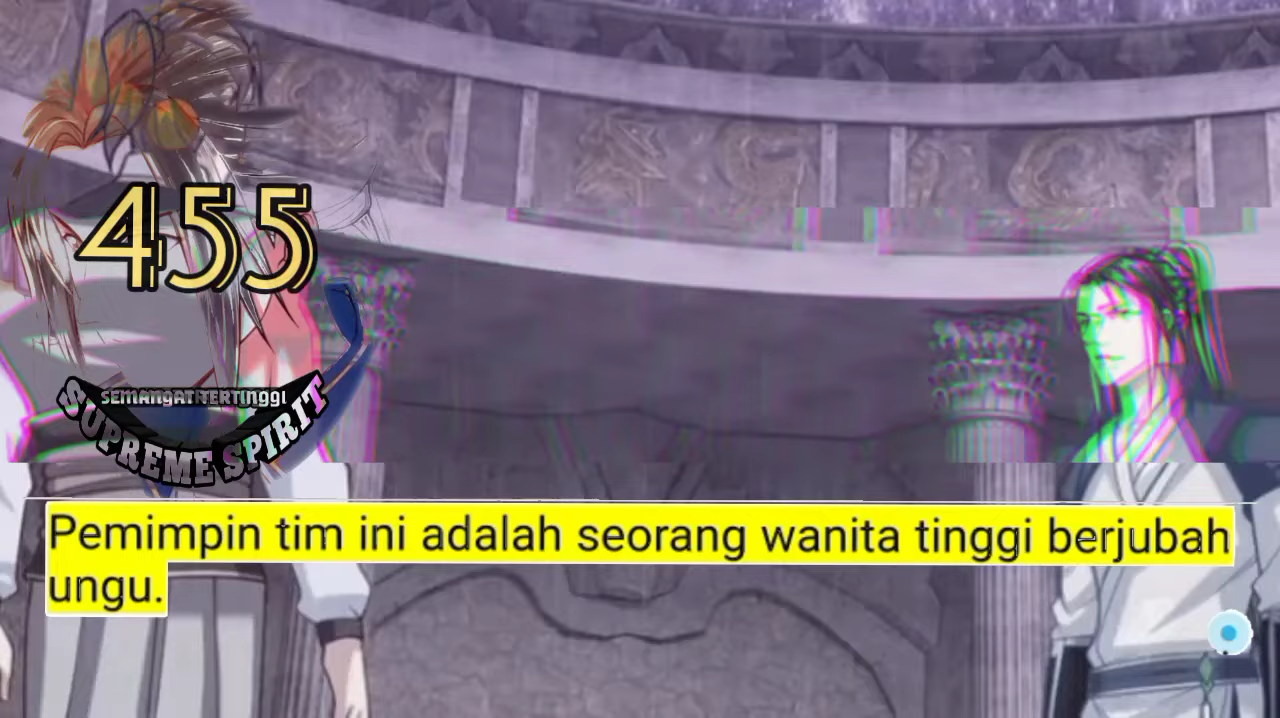 455
SEMANGAT TERTINGGI
SUPREME SPIRIT
Pemimpin tim ini adalah seorang wanita tinggi berjubah
ungu.